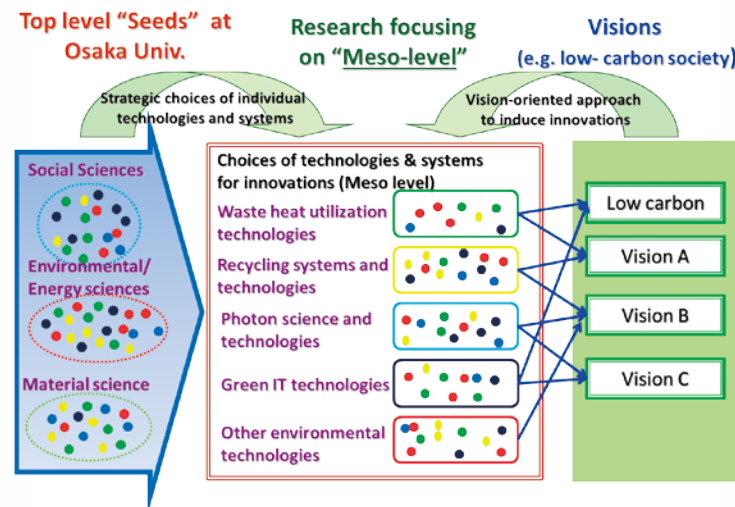 Top level “Seeds” at
Osaka Univ.
Research focusing
on “Meso-level”
Visions
(e.g. low- carbon society)
Strategic choices of individual
technologies and systems
Vision-oriented approach
to induce innovations
Social Sciences
Environmental/
Energy sciences
Material science
Choices of technologies & systems
for innovations (Meso level)
Waste heat utilization
technologies
Recycling systems and
technologies
Photon science and
technologies
Green IT technologies
Other environmental
technologies
Low carbon
Vision A
Vision B
Vision C